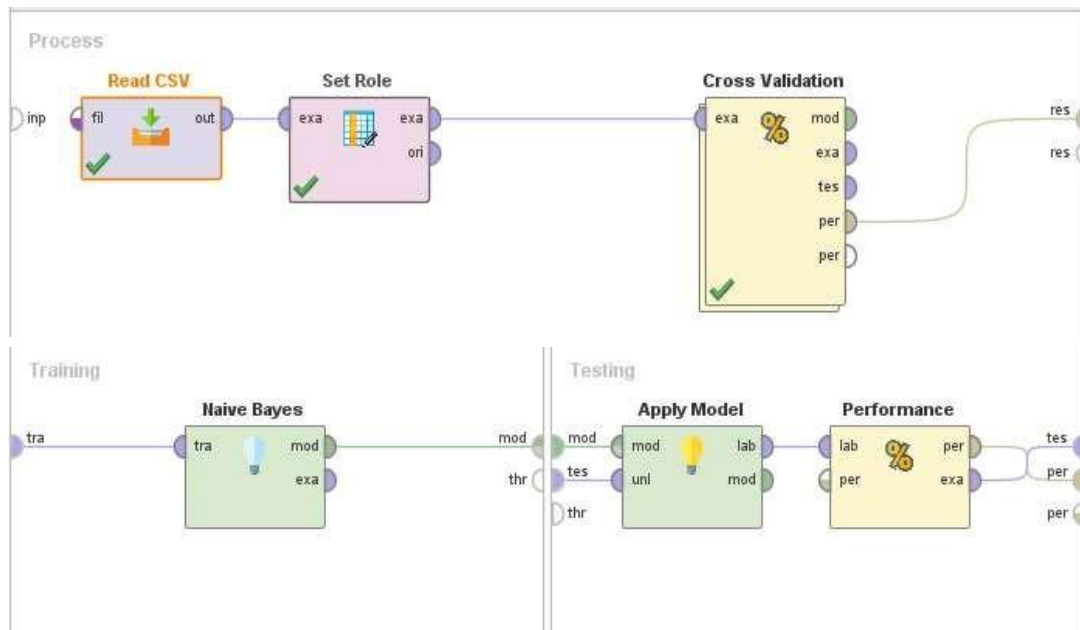 Process
Read CSV
Set Role
Cross Validation
inp
fil
out
exa
exa
ori
exa
mod
exa
tes
per
per
res
res
Training
Naive Bayes
tra
tra
mod
exa
mod
thr
Testing
Apply Model
Performance
mod
tes
thr
mod
unl
lab
mod
lab
per
per
exa
tes
per
per